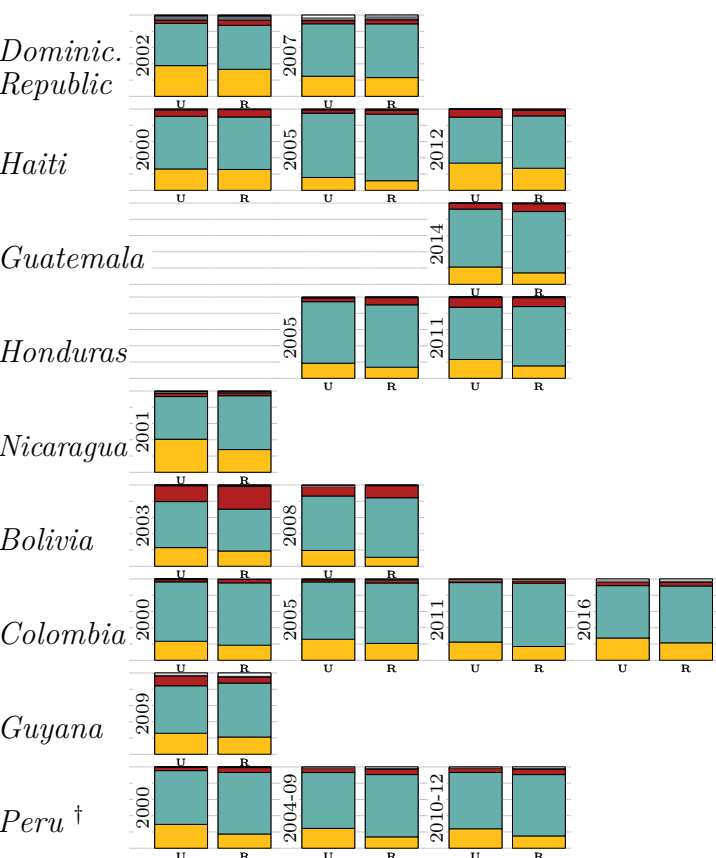 Dominic.
Republic
2002
2007
U R
Haiti
2000
2005
2012
U R U R U R
Guatemala
2014
U R
Honduras
2005
2011
U R U R
Nicaragua
2001
U R
Bolivia
2003
2008
U R U R
Colombia
2000
2005
2011
2016
U R U R U R U R
Guyana
2009
U R
Peru †
2000
2004-09
2010-12
U R U R U R